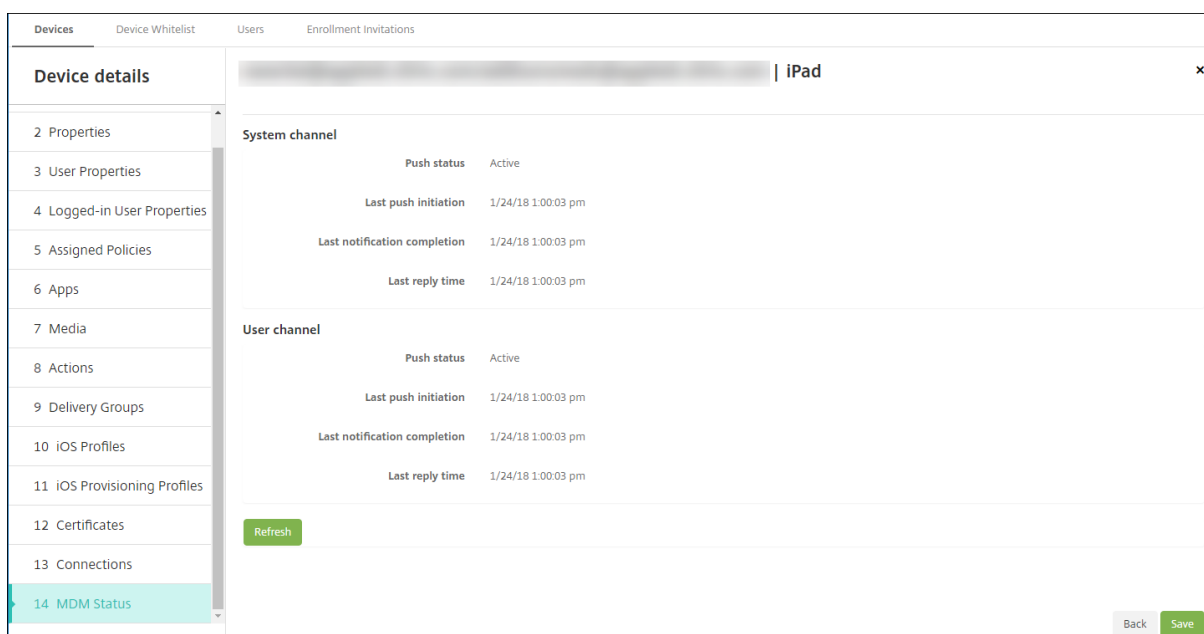 Devices Device Whitelist Users Enrollment Invitations
Device details
2 Properties
3 User Properties
4 Logged-in User Properties
5 Assigned Policies
6 Apps
7 Media
8 Actions
9 Delivery Groups
10 iOS Profiles
11 iOS Provisioning Profiles
12 Certificates
13 Connections
14 MDM Status
| iPad
System channel
Push status Active
Last push initiation 1/24/18 1:00:03 pm
Last notification completion 1/24/18 1:00:03 pm
Last reply time 1/24/18 1:00:03 pm
User channel
Push status Active
Last push initiation 1/24/18 1:00:03 pm
Last notification completion 1/24/18 1:00:03 pm
Last reply time 1/24/18 1:00:03 pm
Refresh
Back Save